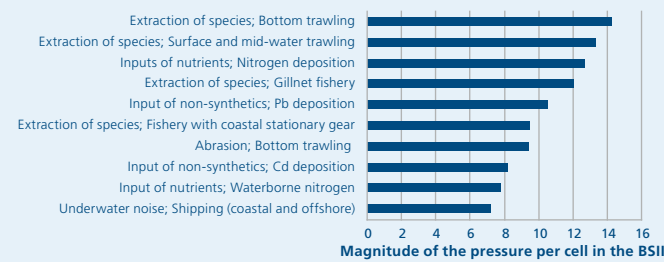 Extraction of species; Bottom trawling
Extraction of species; Surface and mid-water trawling
Inputs of nutrients; Nitrogen deposition
Extraction of species; Gillnet fishery
Input of non-synthetics; Pb deposition
Extraction of species; Fishery with coastal stationary gear
Abrasion; Bottom trawling
Input of non-synthetics; Cd deposition
Input of nutrients; Waterborne nitrogen
Underwater noise; Shipping (coastal and offshore)
0 2 4 6 8 10 12 14 16
Magnitude of the pressure per cell in the BSII